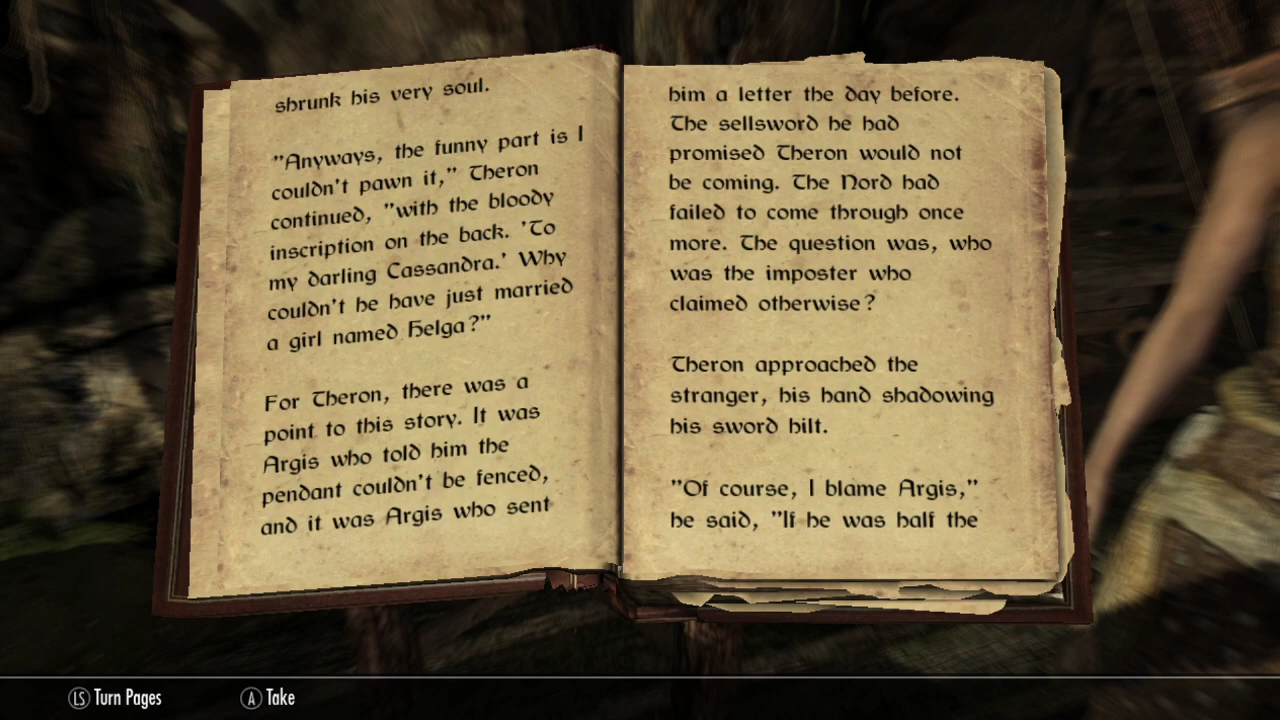 shrunk his very soul.
"Anyways, the funny part is I
couldn't pawn it," Theron
continued, "with the bloody
inscription on the back. 'To
my darling Cassandra.' Why
couldn't he have just married
a girl named Helga?"
For Theron, there was a
point to this story. It was
Argis who told him the
pendant couldn't be fenced,
and it was Argis who sent
him a letter the day before.
The sellsword he had
promised Theron would not
be coming. The Nord had
failed to come through once
more. The question was, who
was the imposter who
claimed otherwise?
Theron approached the
stranger, his hand shadowing
his sword hilt.
"Of course, I blame Argis,"
he said, "If he was half the
LS Turn Pages
A Take